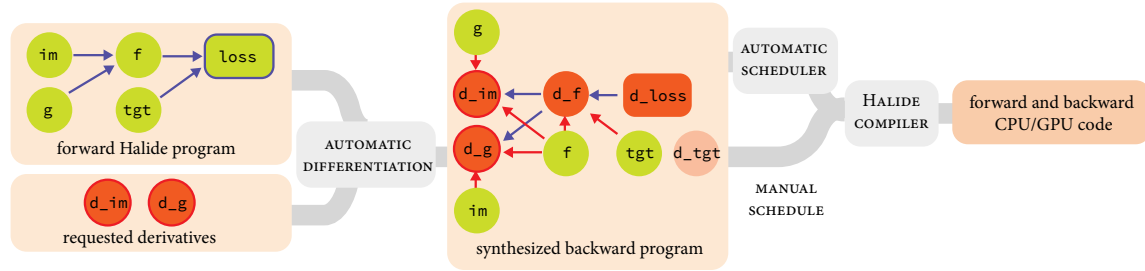 im
f
loss
g
tgt
forward Halide program
d_im
d_g
requested derivatives
AUTOMATIC
DIFFERENTIATION
g
d_im
d_f
d_loss
d_g
f
tgt
d_tgt
im
synthesized backward program
AUTOMATIC
SCHEDULER
MANUAL
SCHEDULE
HALIDE
COMPILER
forward and backward
CPU/GPU code